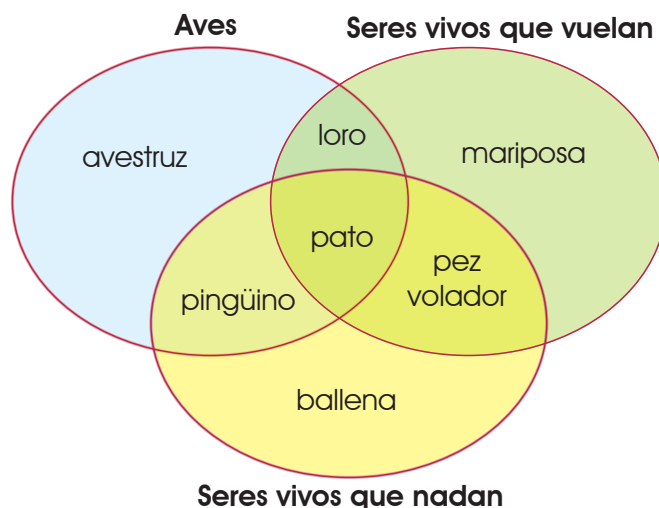 Aves
Seres vivos que vuelan
loro
avestruz
mariposa
pato
pez
volador
pingüino
ballena
Seres vivos que nadan